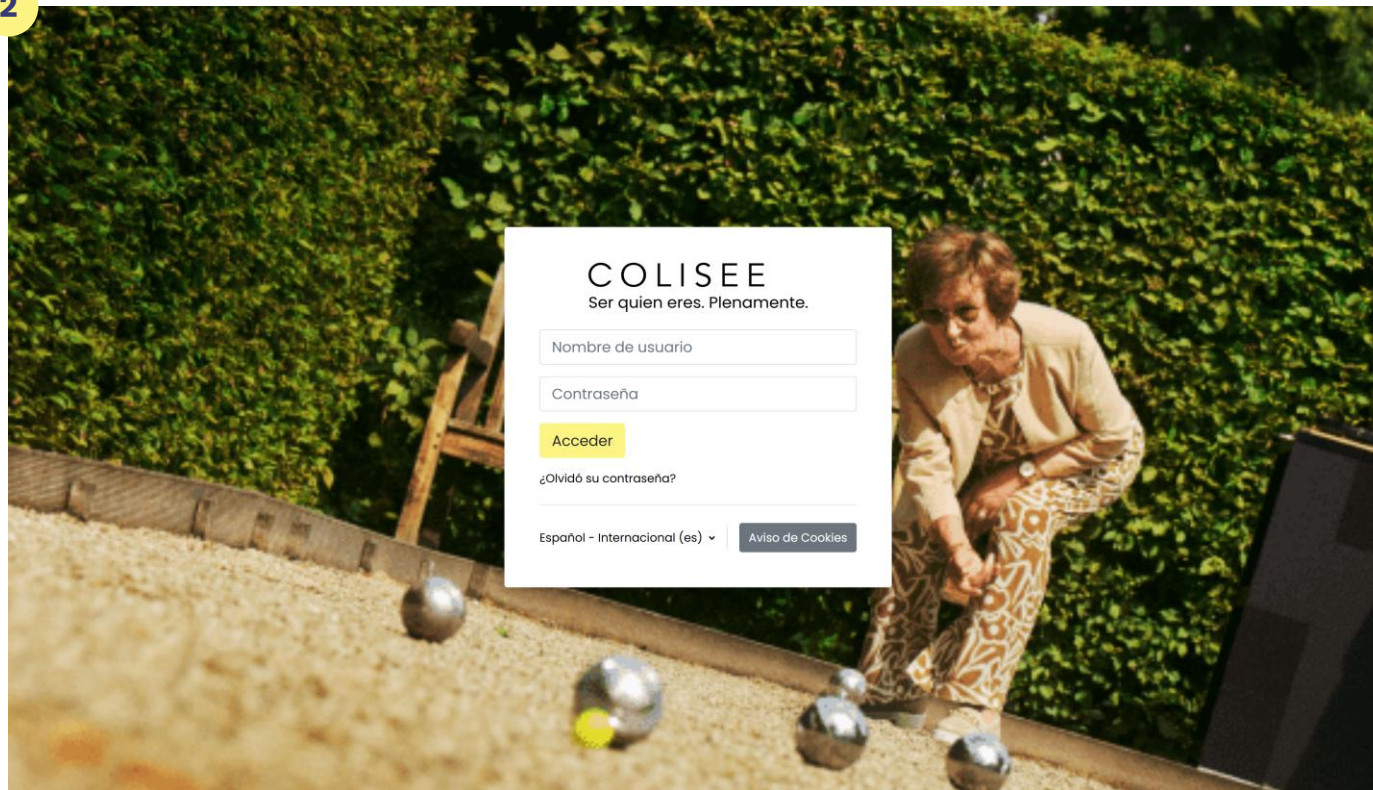 2
COLISEE
Ser quien eres. Plenamente.
Nombre de usuario
Contraseña
Acceder
¿Olvidó su contraseña?
Español - Internacional (es)
Aviso de Cookies